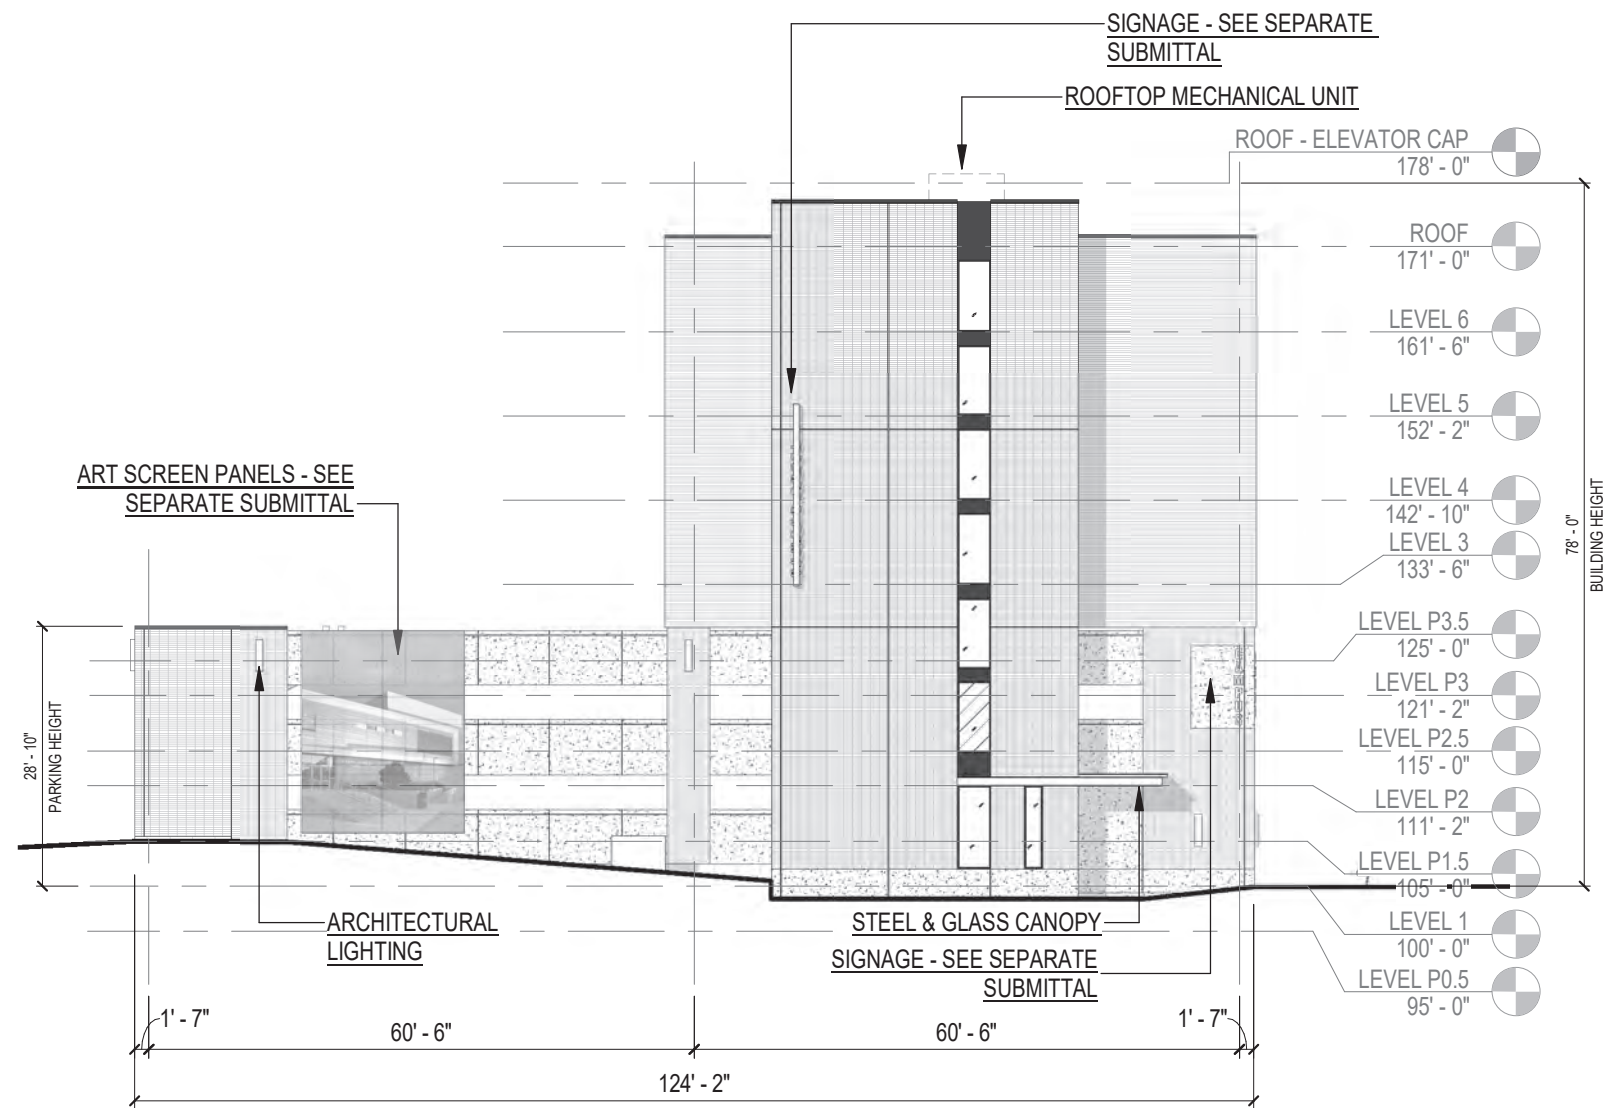 SIGNAGE - SEE SEPARATE
SUBMITTAL
ROOFTOP MECHANICAL UNIT
ROOF - ELEVATOR CAP
178' - 0"
ROOF
171' - 0"
LEVEL 6
161' - 6"
LEVEL 5
152' - 2"
ART SCREEN PANELS - SEE
SEPARATE SUBMITTAL
LEVEL 4
142' - 10"
LEVEL 3
133' - 6"
78' - 0"
BUILDING HEIGHT
LEVEL P3.5
125' - 0"
LEVEL P3
121' - 2"
28' - 10"
PARKING HEIGHT
LEVEL P2.5
115' - 0"
LEVEL P2
111' - 2"
LEVEL P1.5
105' - 0"
ARCHITECTURAL
LIGHTING
STEEL & GLASS CANOPY
SIGNAGE - SEE SEPARATE
SUBMITTAL
LEVEL 1
100' - 0"
LEVEL P0.5
95' - 0"
1' - 7"
60' - 6"
60' - 6"
1' - 7"
124' - 2"